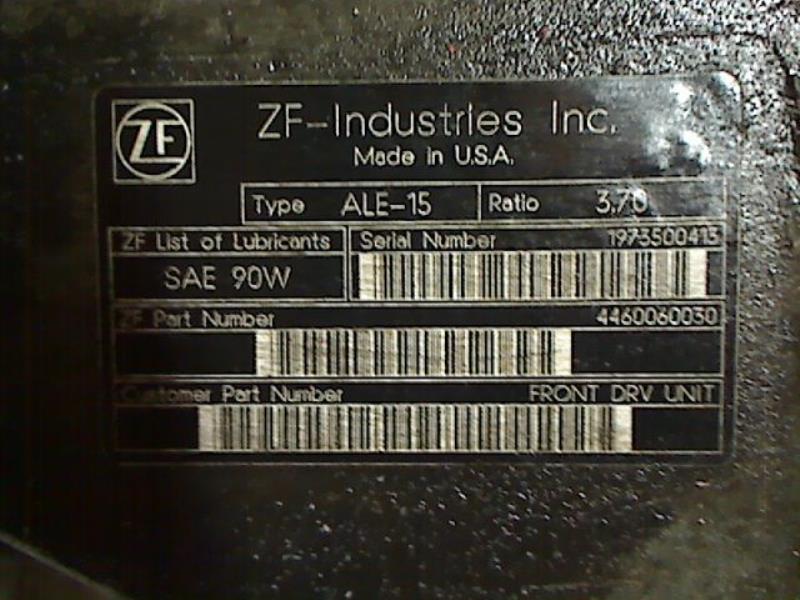 ZF
ZF-Industries Inc.
Made in U.S.A.
Type ALE-15 Ratio 3.70
ZF List of Lubricants Serial Number 1973500413
SAE 90W
ZF Part Number 4460060030
Customer Part Number FRONT DRV UNIT